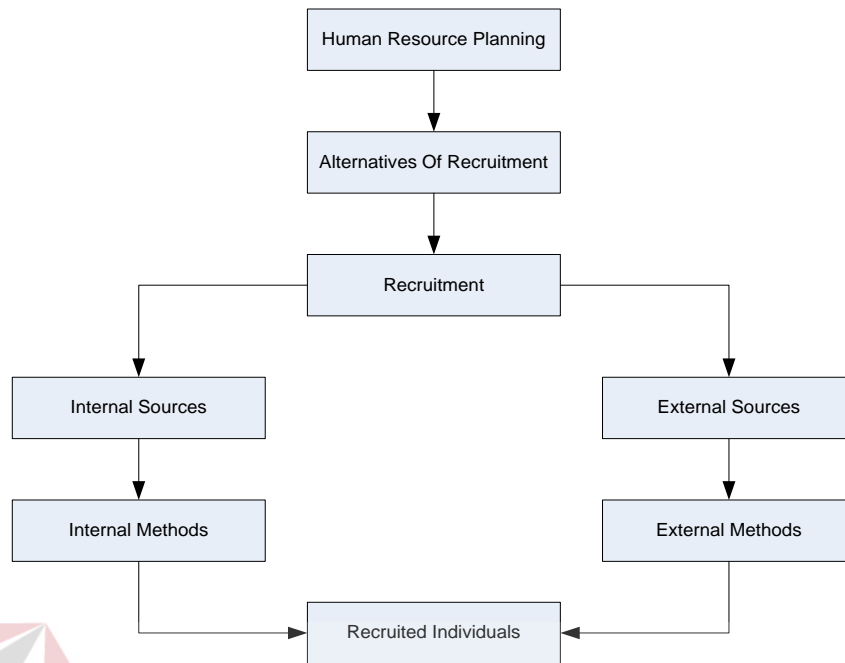 Human Resource Planning
Alternatives Of Recruitment
Recruitment
Internal Sources
External Sources
Internal Methods
External Methods
Recruited Individuals